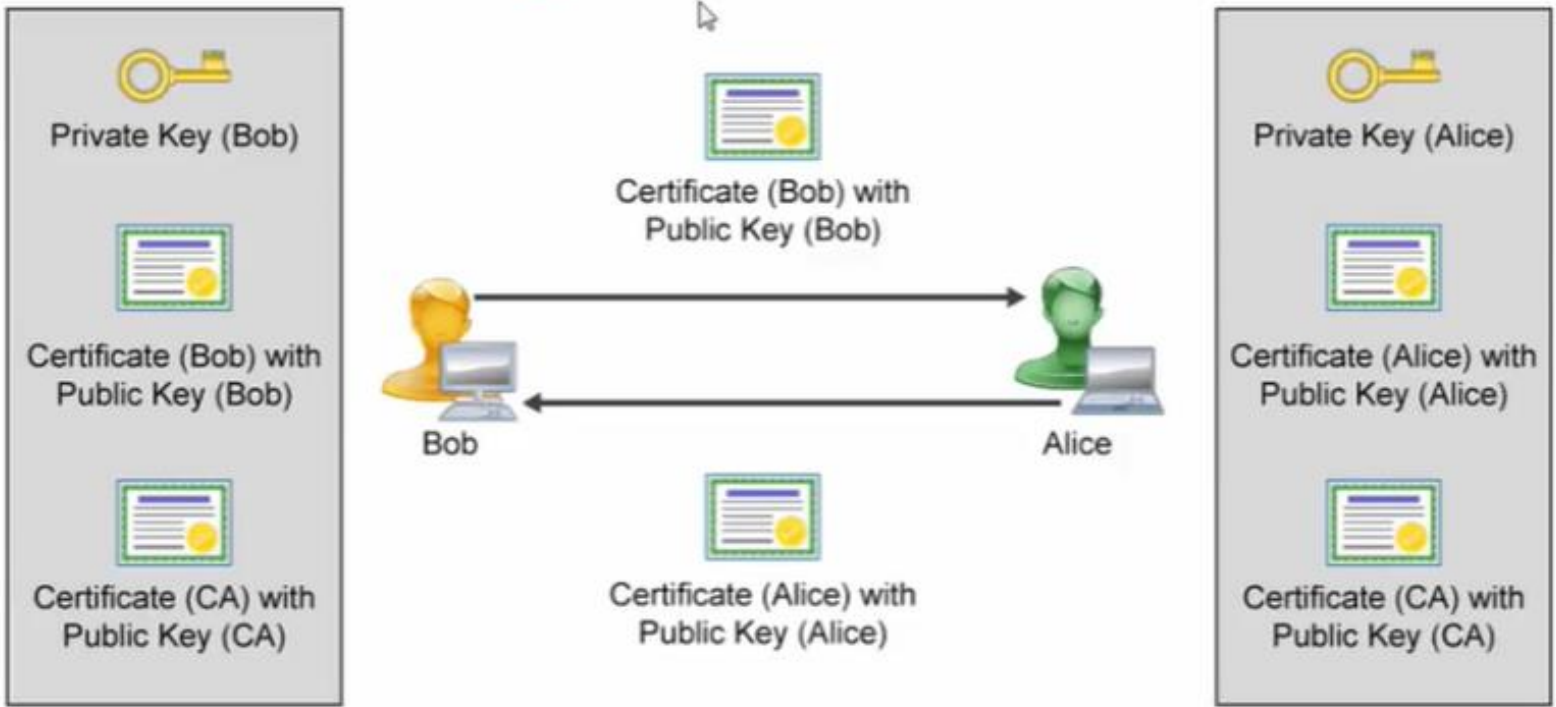 Private Key (Bob)
Certificate (Bob) with
Public Key (Bob)
Certificate (CA) with
Public Key (CA)
Certificate (Bob) with
Public Key (Bob)
Bob
Alice
Certificate (Alice) with
Public Key (Alice)
Private Key (Alice)
Certificate (Alice) with
Public Key (Alice)
Certificate (CA) with
Public Key (CA)